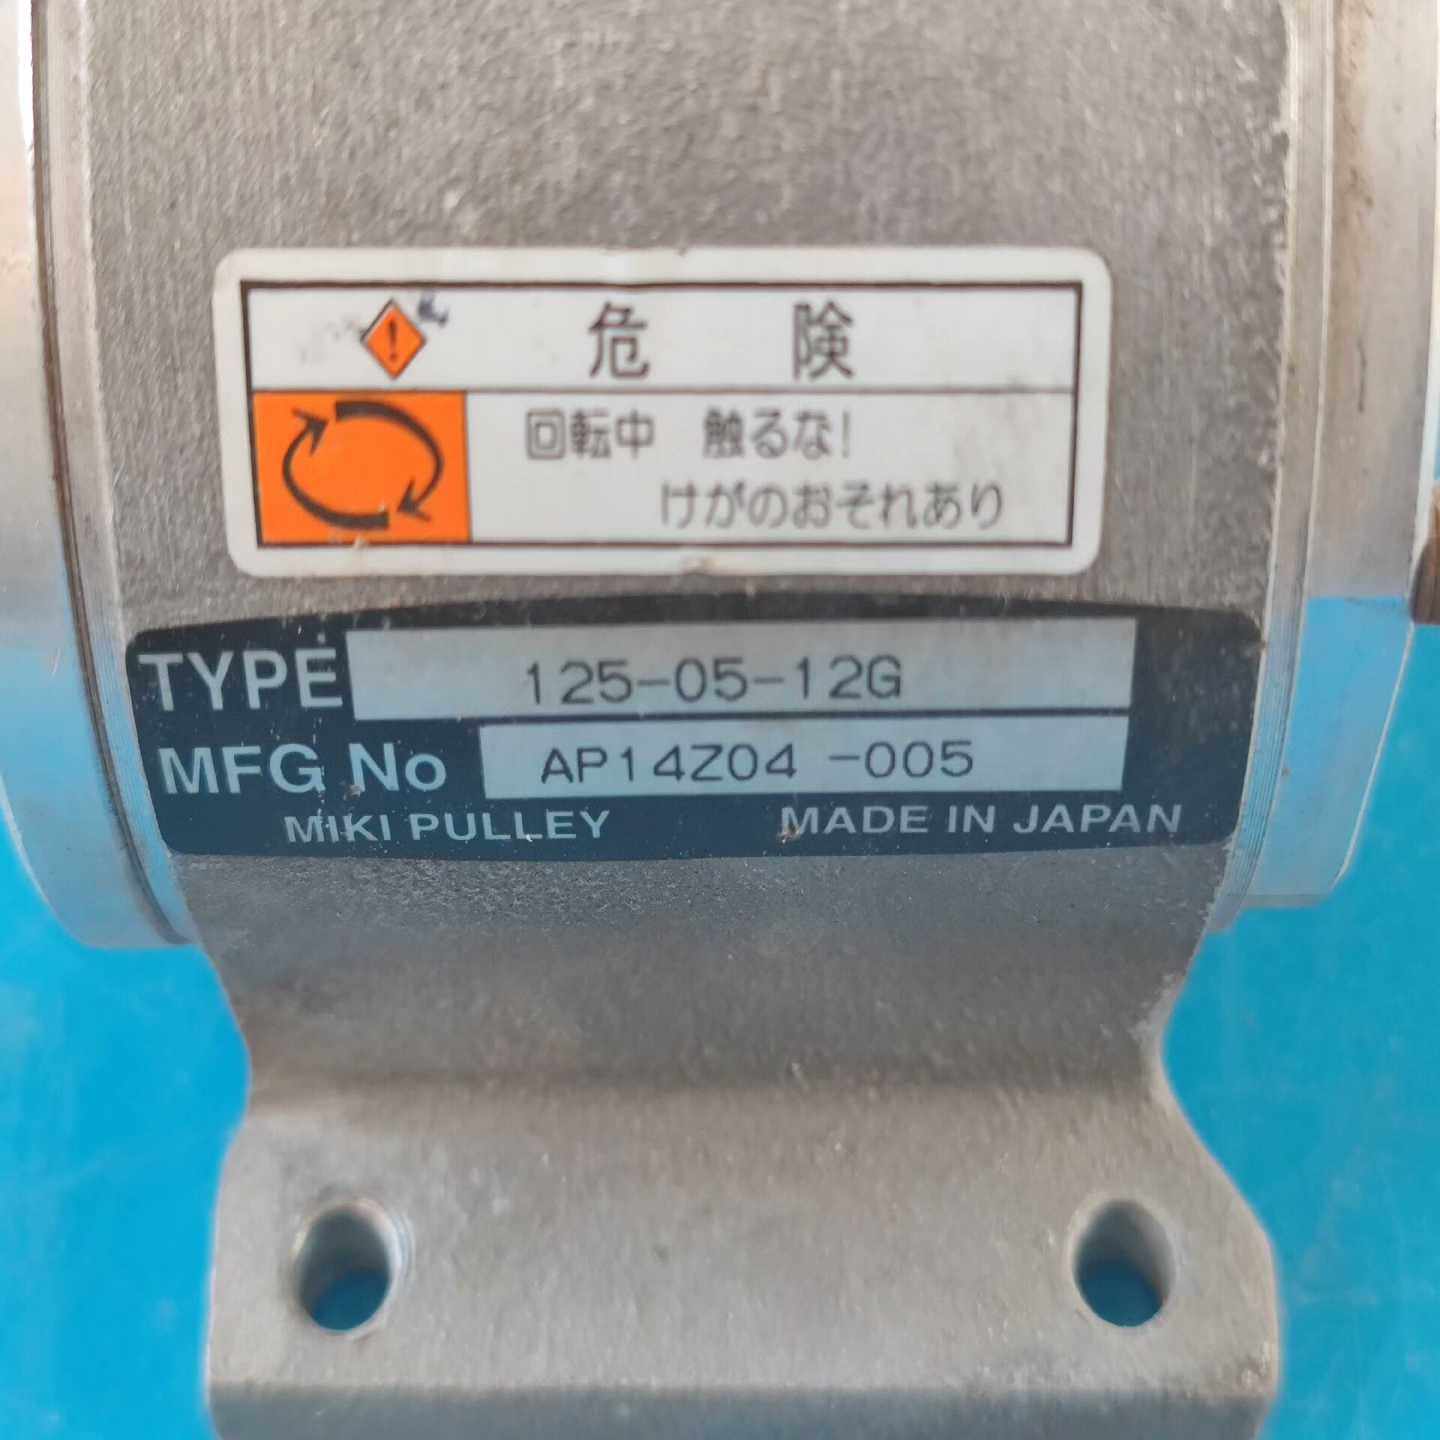 危 険
回転中 触るな!
けがのおそれあり
TYPE 125-05-12G
MFG No AP14Z04 -005
MIKI PULLEY MADE IN JAPAN